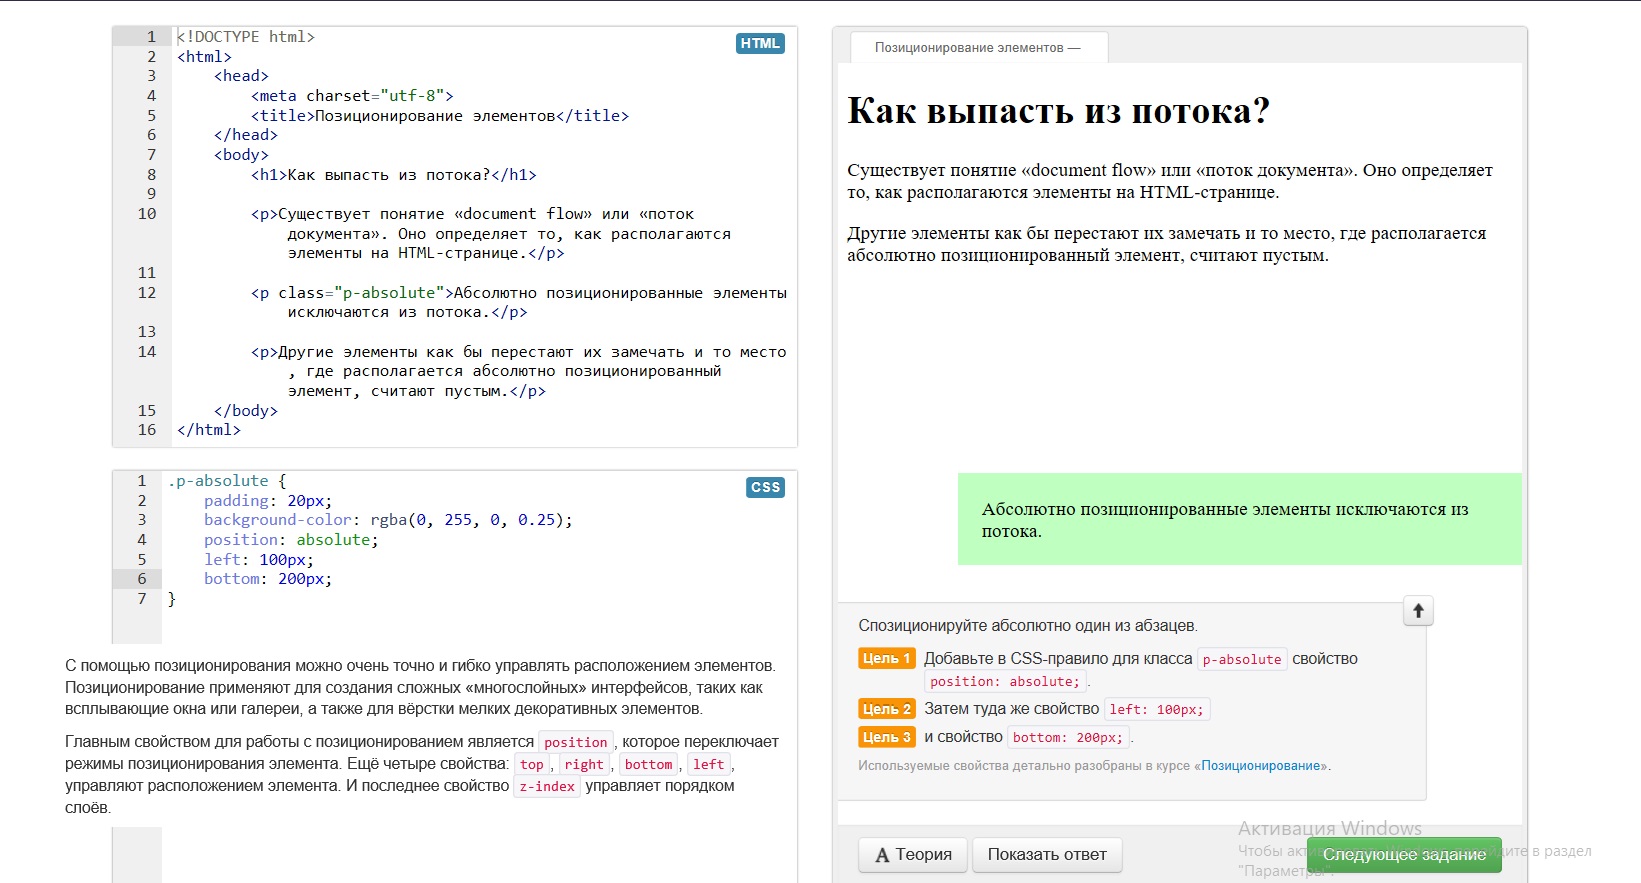 1 <!DOCTYPE html>
HTML
2 <html>
3 <head>
4 <meta charset="utf-8">
5 <title>Позиционирование элементов</title>
6 </head>
7 <body>
8 <h1>Как выпасть из потока?</h1>
9
10 <p>Существует понятие «document flow» или «поток
документа». Оно определяет то, как располагаются
элементы на HTML-странице.</p>
11
12 <p class="p-absolute">Абсолютно позиционированные элементы
исключаются из потока.</p>
13
14 <p>Другие элементы как бы перестают их замечать и то место
, где располагается абсолютно позиционированный
элемент, считают пустым.</p>
15 </body>
16 </html>
1 .p-absolute {
CSS
2 padding: 20px;
3 background-color: rgba(0, 255, 0, 0.25);
4 position: absolute;
5 left: 100px;
6 bottom: 200px;
7 }
С помощью позиционирования можно очень точно и гибко управлять расположением элементов.
Позиционирование применяют для создания сложных «многослойных» интерфейсов, таких как
всплывающие окна или галереи, а также для вёрстки мелких декоративных элементов.
Главным свойством для работы с позиционированием является position, которое переключает
режимы позиционирования элемента. Ещё четыре свойства: top, right, bottom, left,
управляют расположением элемента. И последнее свойство z-index управляет порядком
слоёв.
Позиционирование элементов —
Как выпасть из потока?
Существует понятие «document flow» или «поток документа». Оно определяет
то, как располагаются элементы на HTML-странице.
Другие элементы как бы перестают их замечать и то место, где располагается
абсолютно позиционированный элемент, считают пустым.
Абсолютно позиционированные элементы исключаются из
потока.
Спозиционируйте абсолютно один из абзацев.
Цель 1 Добавьте в CSS-правило для класса p-absolute свойство
position: absolute;.
Цель 2 Затем туда же свойство left: 100px;
Цель 3 и свойство bottom: 200px;.
Используемые свойства детально разобраны в курсе «Позиционирование».
Активация Windows
Чтобы в раздел
"Параметры".
Теория
Показать ответ
Следующее задание